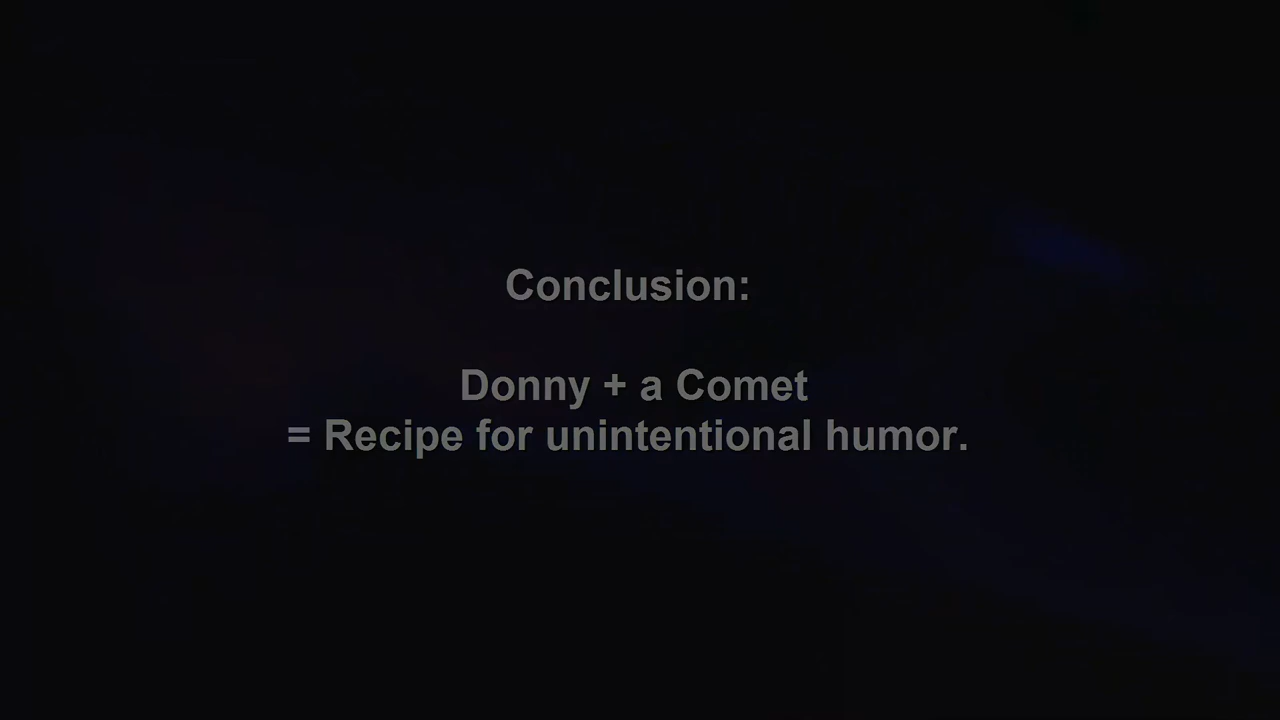 Conclusion:
Donny + a Comet
= Recipe for unintentional humor.